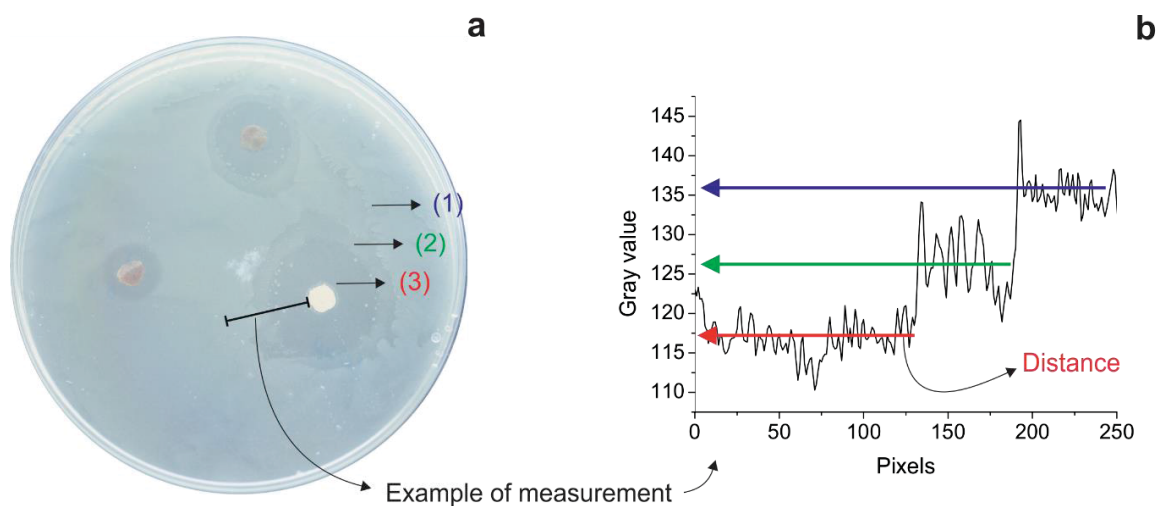 a
(1)
(2)
(3)
Example of measurement
b
Gray value
145
140
135
130
125
120
115
110
Distance
0 50 100 150 200 250
Pixels